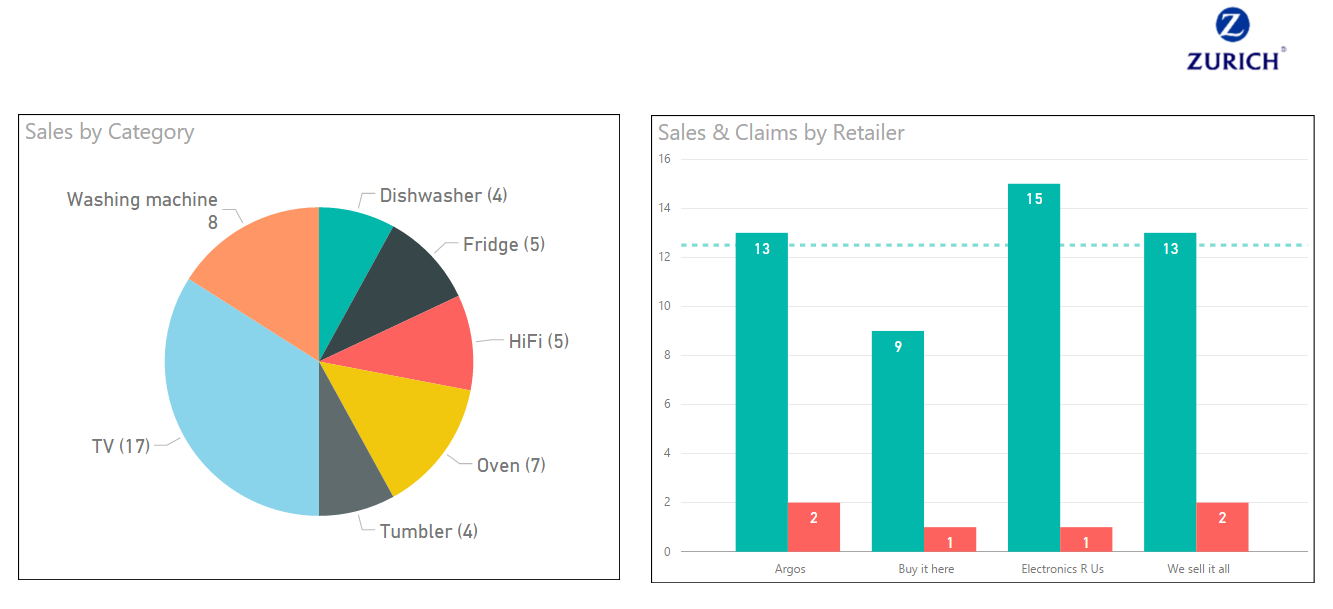 Z
ZURICH®
Sales by Category
Washing machine
8
Dishwasher (4)
Fridge (5)
HiFi (5)
TV (17)
Oven (7)
Tumbler (4)
Sales & Claims by Retailer
16
14
12
10
8
6
4
2
0
13
2
9
1
15
1
13
2
Argos
Buy it here
Electronics R Us
We sell it all